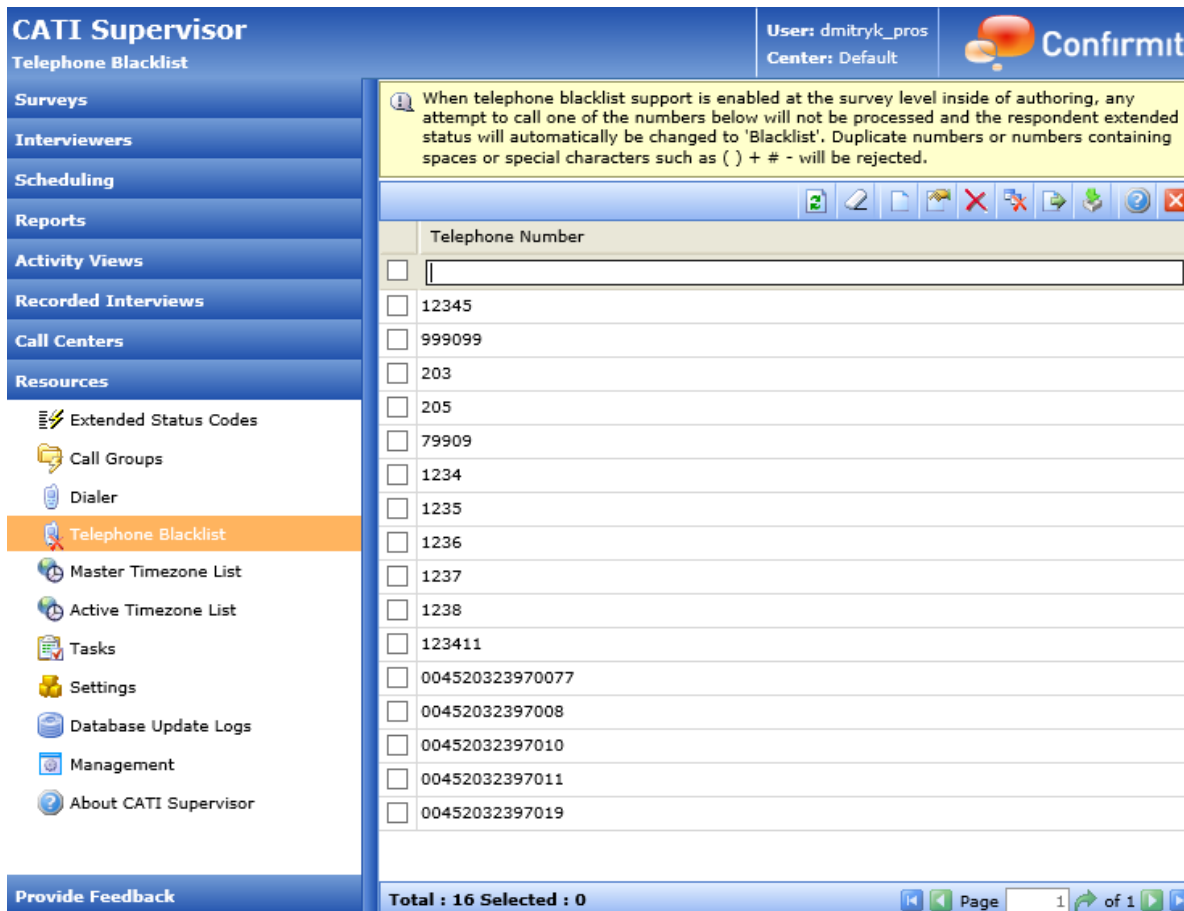 CATI Supervisor
Telephone Blacklist
User: dmitryk_pros
Center: Default
Confirmit
Surveys
Interviewers
Scheduling
Reports
Activity Views
Recorded Interviews
Call Centers
Resources
Extended Status Codes
Call Groups
Dialer
Telephone Blacklist
Master Timezone List
Active Timezone List
Tasks
Settings
Database Update Logs
Management
About CATI Supervisor
Provide Feedback
When telephone blacklist support is enabled at the survey level inside of authoring, any
attempt to call one of the numbers below will not be processed and the respondent extended
status will automatically be changed to 'Blacklist'. Duplicate numbers or numbers containing
spaces or special characters such as ( ) + # - will be rejected.
Telephone Number
12345
999099
203
205
79909
1234
1235
1236
1237
1238
123411
004520323970077
00452032397008
00452032397010
00452032397011
00452032397019
Total : 16 Selected : 0
Page 1 of 1